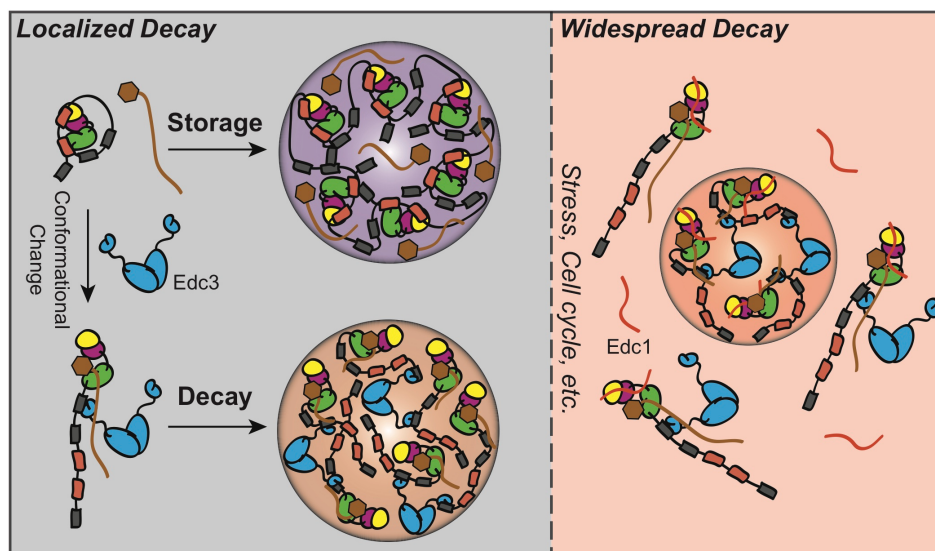 Localized Decay
Storage
Conformational
Change
Edc3
Decay
Widespread Decay
Stress, Cell cycle, etc.
Edc1